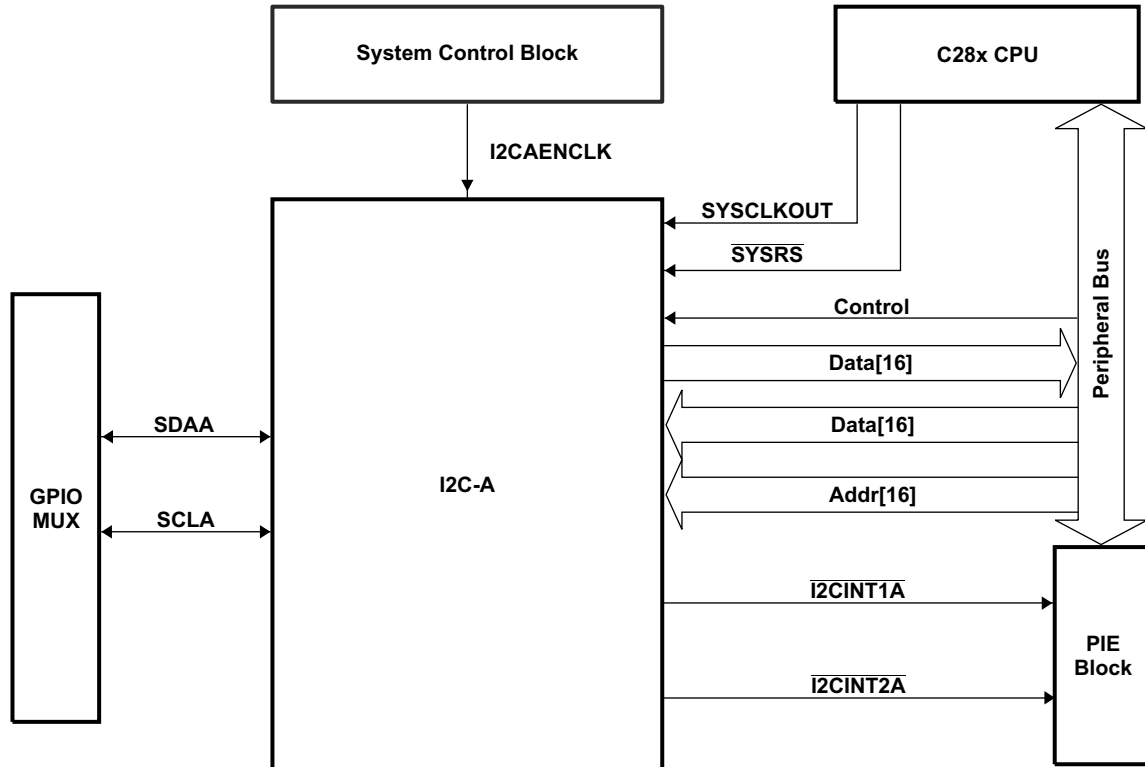 System Control Block
C28x CPU
I2CAENCLK
SYSCLKOUT
SYSRS
Control
Data[16]
Data[16]
Addr[16]
Peripheral Bus
SDAA
SCLA
GPIO
MUX
I2C-A
I2CINT1A
I2CINT2A
PIE
Block